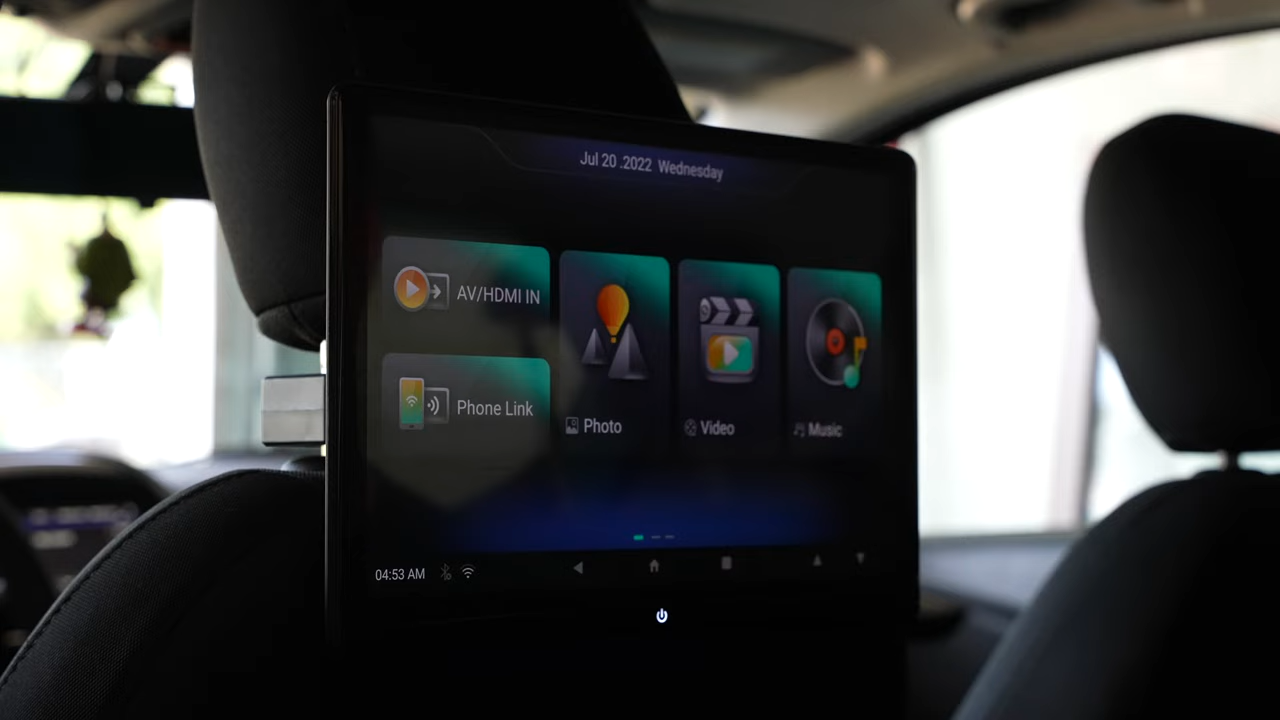 Jul 20 .2022 Wednesday
AV/HDMI IN
Phone Link
Photo
Video
Music
04:53 AM